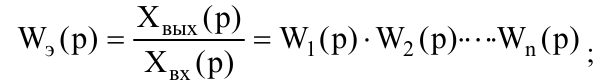 Wэ(p) = Xвых(p) / Xвх(p) = W1(p) · W2(p)·...·Wn(p) ;